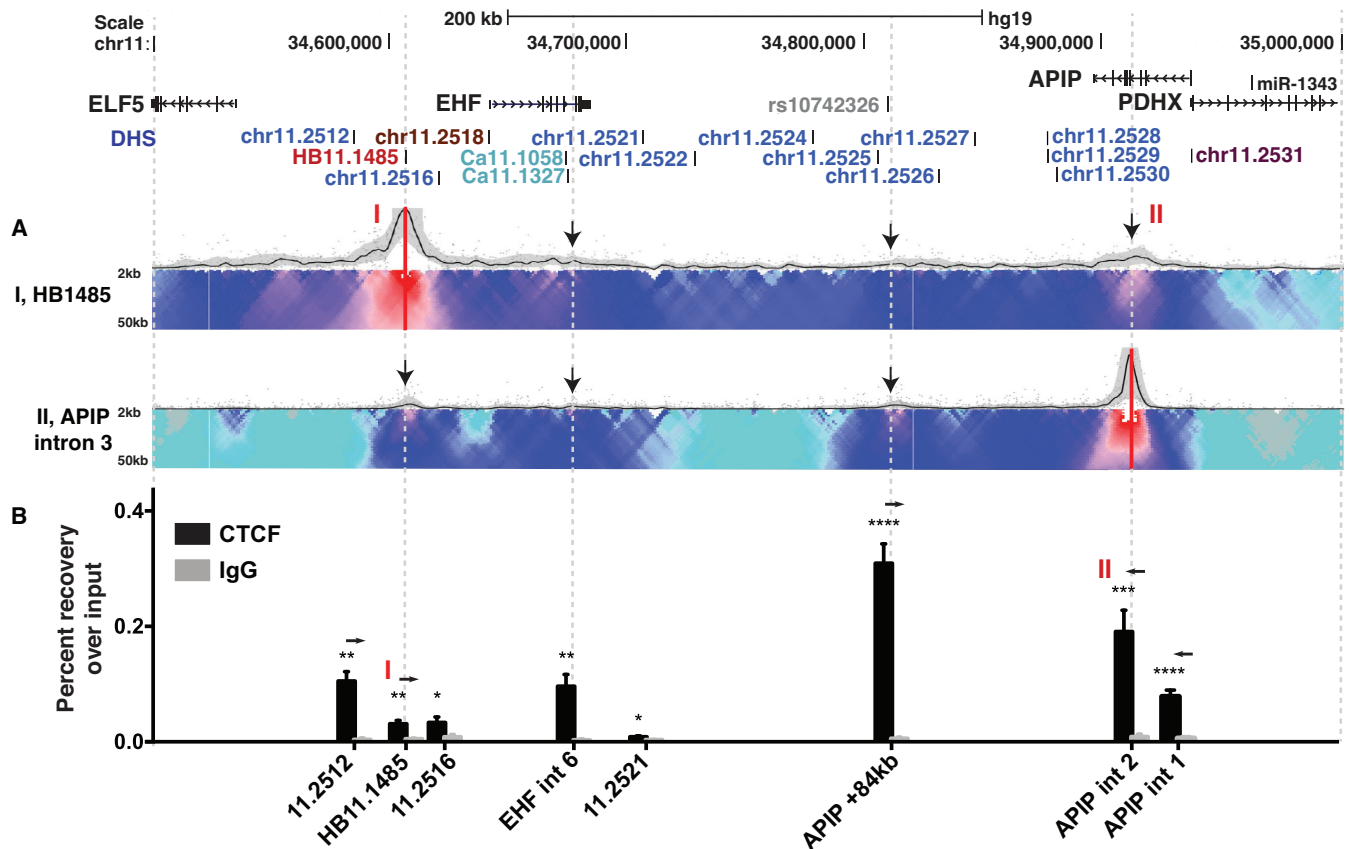 Scale
200 kb
hg19
chr11:
34,600,000
34,700,000
34,800,000
34,900,000
35,000,000
APIP
miR-1343
ELF5
EHF
rs10742326
PDHX
DHS
chr11.2512
chr11.2518
chr11.2521
chr11.2524
chr11.2527
chr11.2528
HB11.1485
Ca11.1058
chr11.2522
chr11.2525
chr11.2529
chr11.2531
chr11.2516
Ca11.1327
chr11.2526
chr11.2530
A
I
II
2kb
I, HB1485
50kb
II, APIP
intron 3
2kb
50kb
B
Percent recovery
over input
0.4
0.2
0.0
CTCF
IgG
**
I
**
*
**
*
****
II
***
****
11.2512
HB11.1485
11.2516
EHF int 6
11.2521
APIP +84kb
APIP int 2
APIP int 1